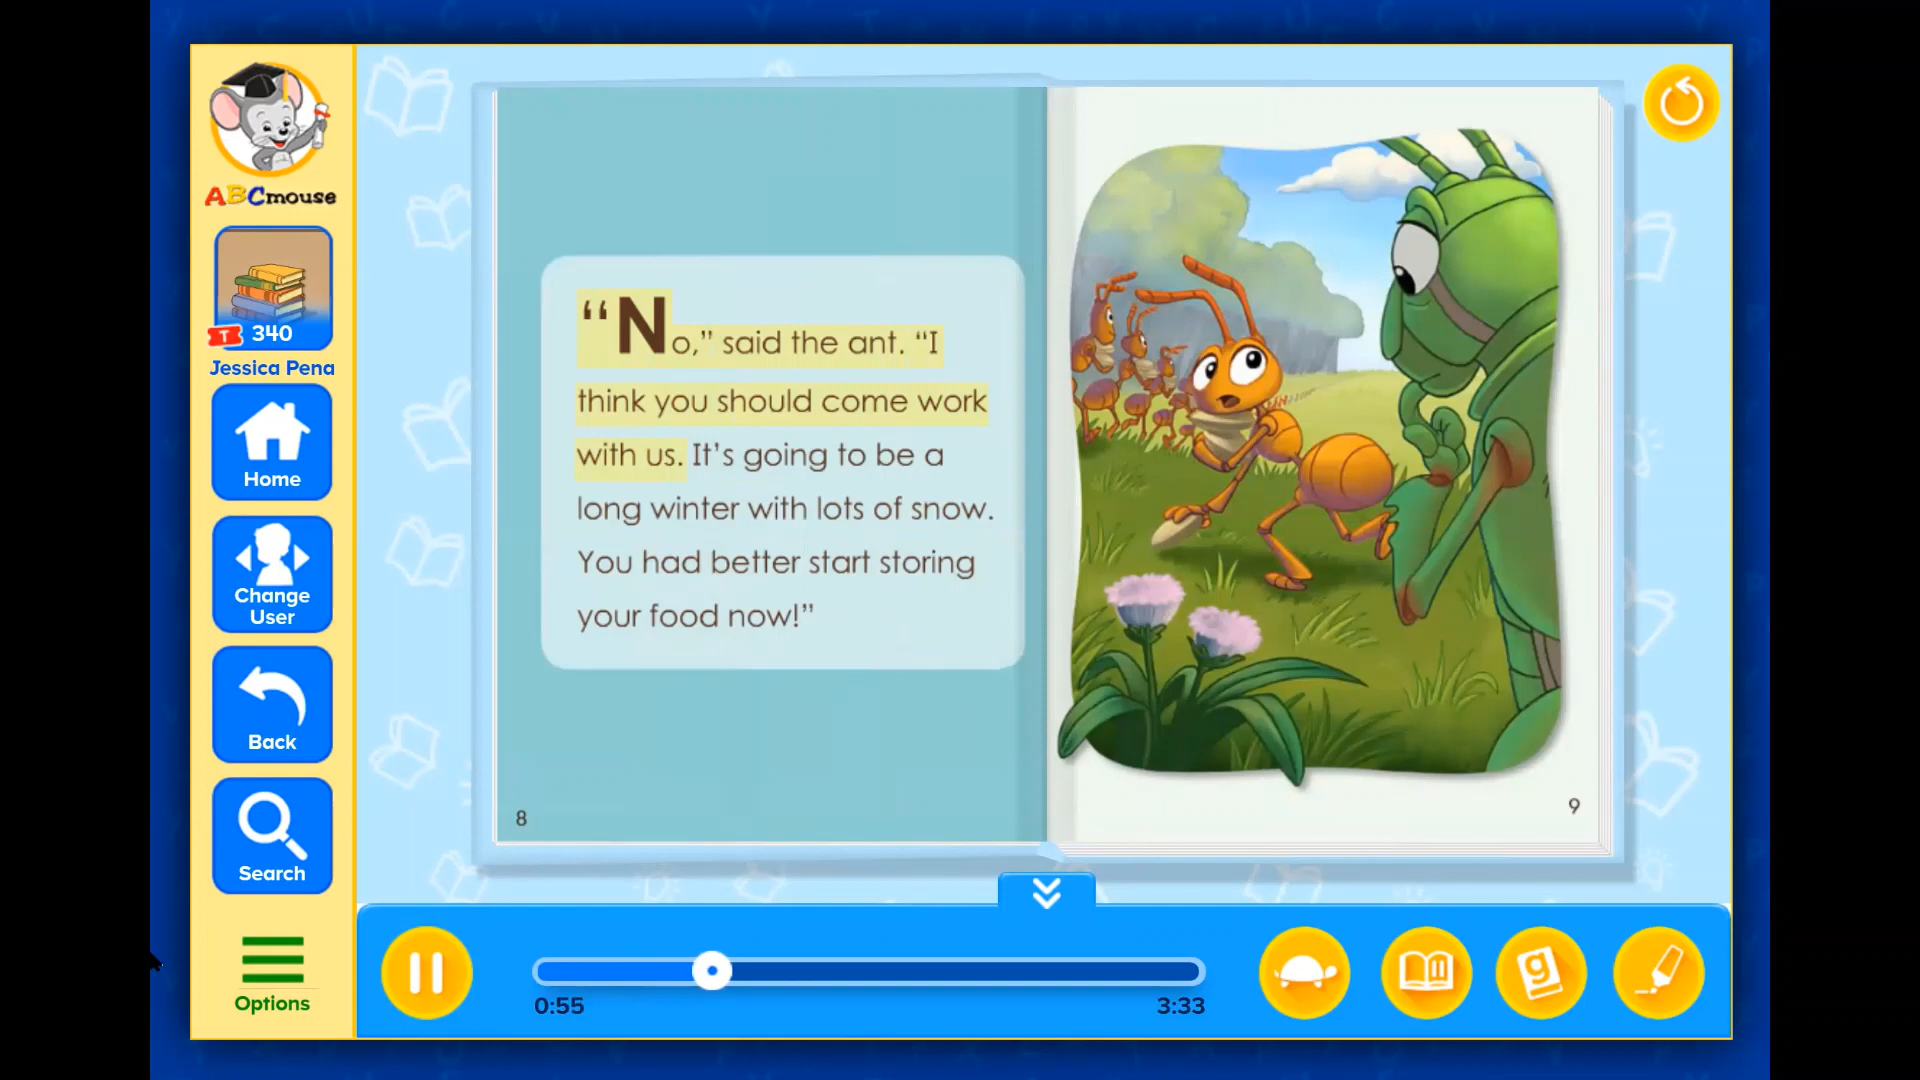 ABCmouse
T 340
Jessica Pena
Home
Change
User
Back
Search
Options
“No,” said the ant. “I
think you should come work
with us. It’s going to be a
long winter with lots of snow.
You had better start storing
your food now!”
8
9
0:55
3:33
g